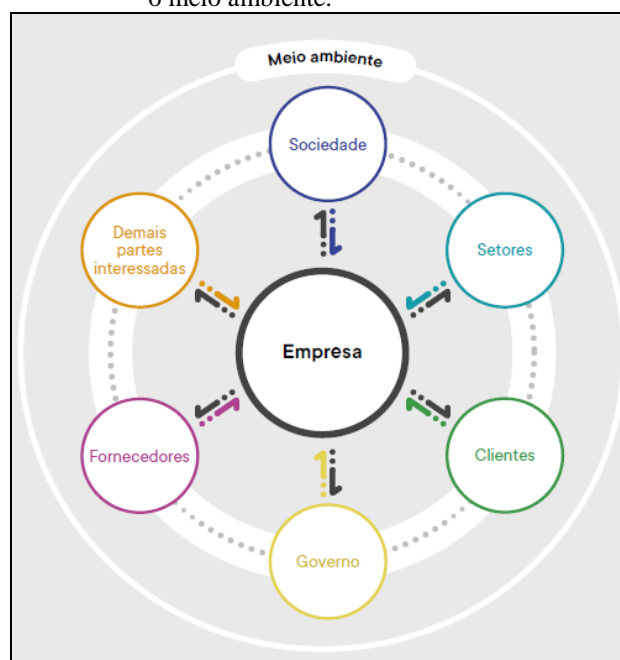 o meio ambiente.
Meio ambiente
Sociedade
Demais
partes
interessadas
Setores
Empresa
Fornecedores
Clientes
Governo